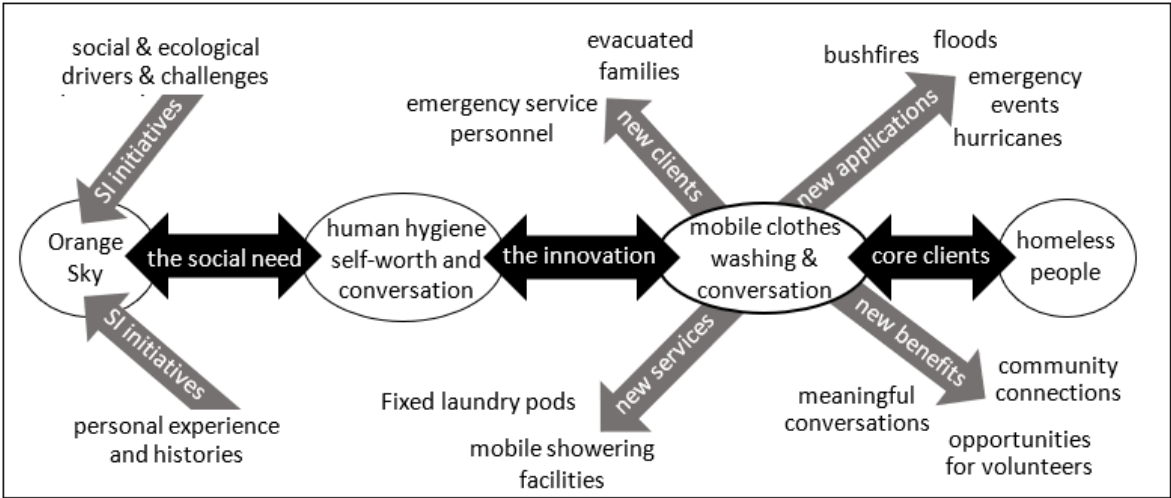 social & ecological
drivers & challenges
SI initiatives
Orange
Sky
SI initiatives
personal experience
and histories
the social need
human hygiene
self-worth and
conversation
the innovation
evacuated
families
emergency service
personnel
new clients
bushfires
floods
emergency
events
hurricanes
new applications
mobile clothes
washing &
conversation
core clients
homeless
people
new services
Fixed laundry pods
mobile showering
facilities
new benefits
meaningful
conversations
community
connections
opportunities
for volunteers